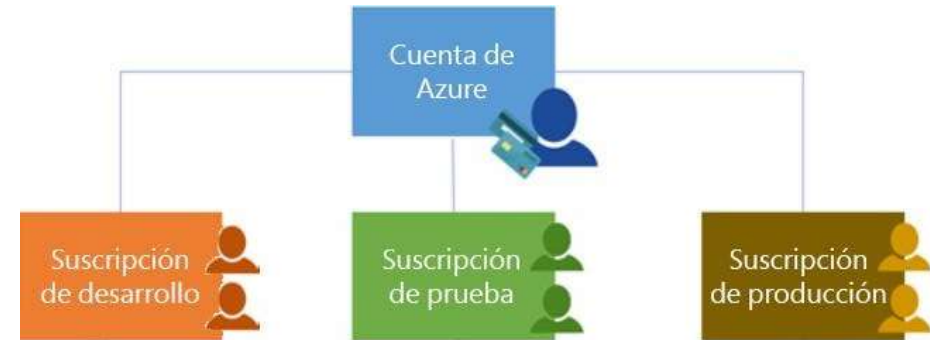 Cuenta de
Azure
Suscripción
de desarrollo
Suscripción
de prueba
Suscripción
de producción